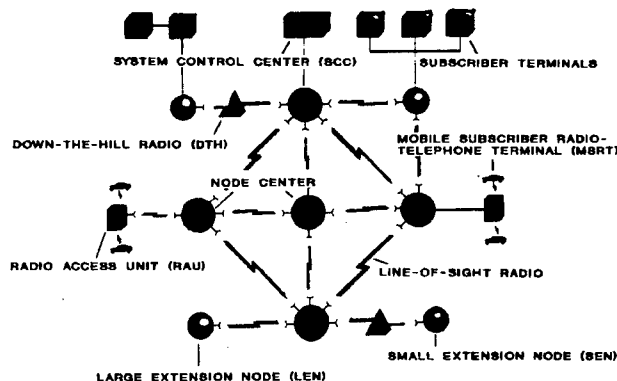 SYSTEM CONTROL CENTER (SCC)
SUBSCRIBER TERMINALS
DOWN-THE-HILL RADIO (DTH)
MOBILE SUBSCRIBER RADIO-
TELEPHONE TERMINAL (MSRT)
NODE CENTER
RADIO ACCESS UNIT (RAU)
LINE-OF-SIGHT RADIO
SMALL EXTENSION NODE (SEN)
LARGE EXTENSION NODE (LEN)